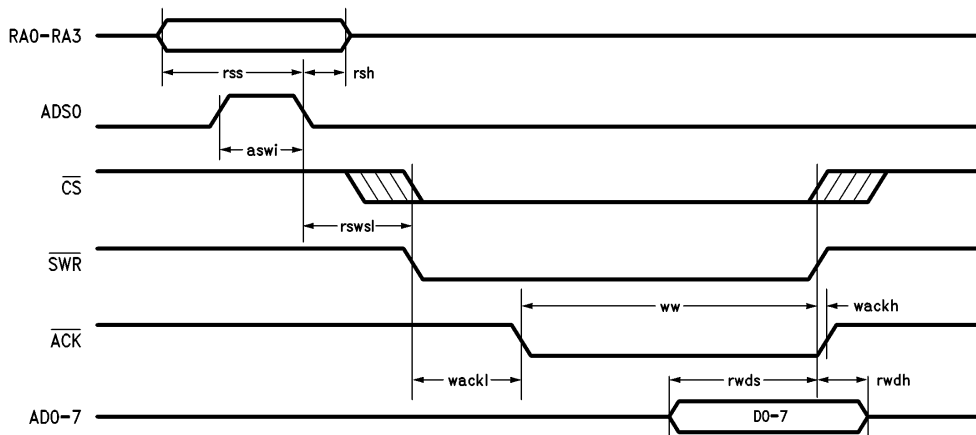 RA0-RA3
rss
rsh
ADS0
aswi
CS
rswsl
SWR
ww
wackh
ACK
wackl
rwds
rwdh
AD0-7
D0-7